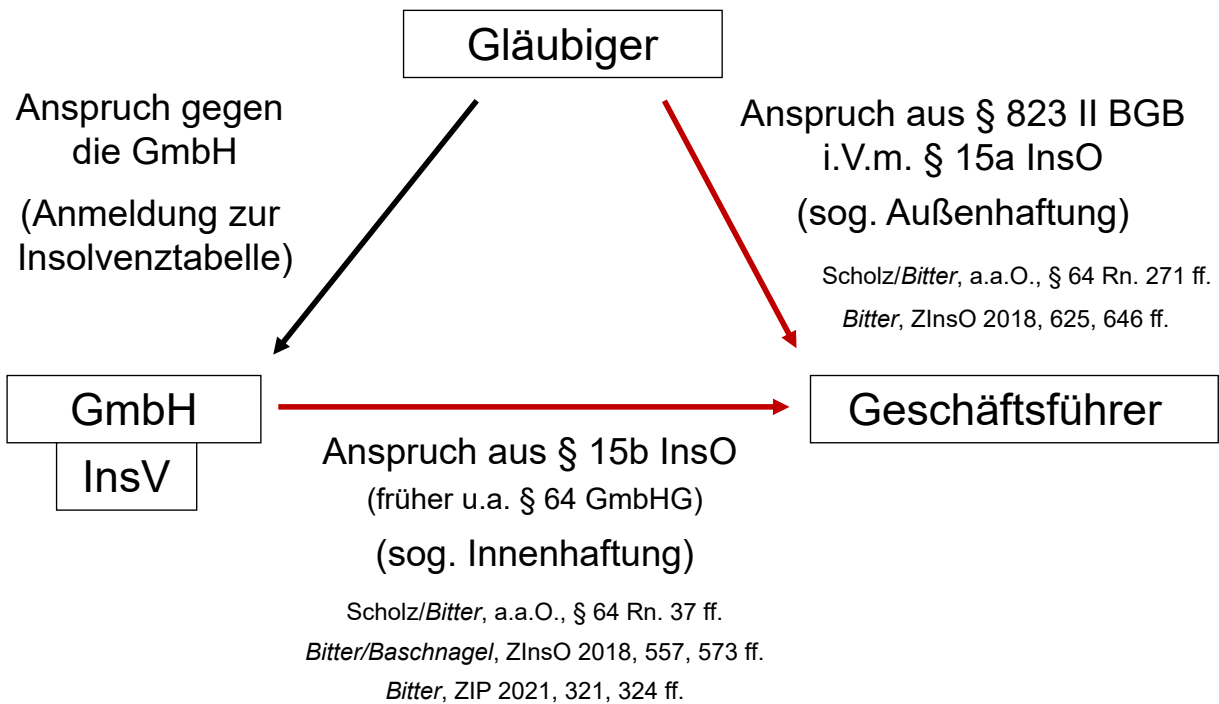 Gläubiger
Anspruch gegen
die GmbH
(Anmeldung zur
Insolvenztabelle)
Anspruch aus § 823 II BGB
i.V.m. § 15a InsO
(sog. Außenhaftung)
Scholz/Bitter, a.a.O., § 64 Rn. 271 ff.
Bitter, ZInsO 2018, 625, 646 ff.
GmbH
InsV
Geschäftsführer
Anspruch aus § 15b InsO
(früher u.a. § 64 GmbHG)
(sog. Innenhaftung)
Scholz/Bitter, a.a.O., § 64 Rn. 37 ff.
Bitter/Baschnagel, ZInsO 2018, 557, 573 ff.
Bitter, ZIP 2021, 321, 324 ff.